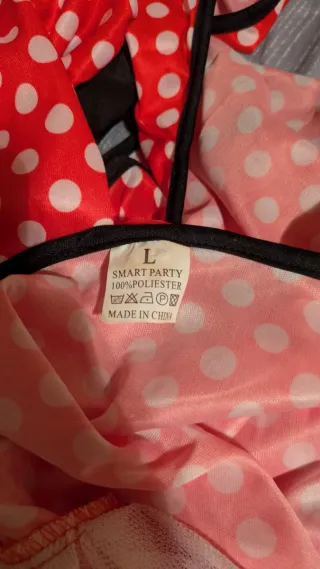 L
SMART PARTY
100%POLIESTER
P
MADE IN CHINA